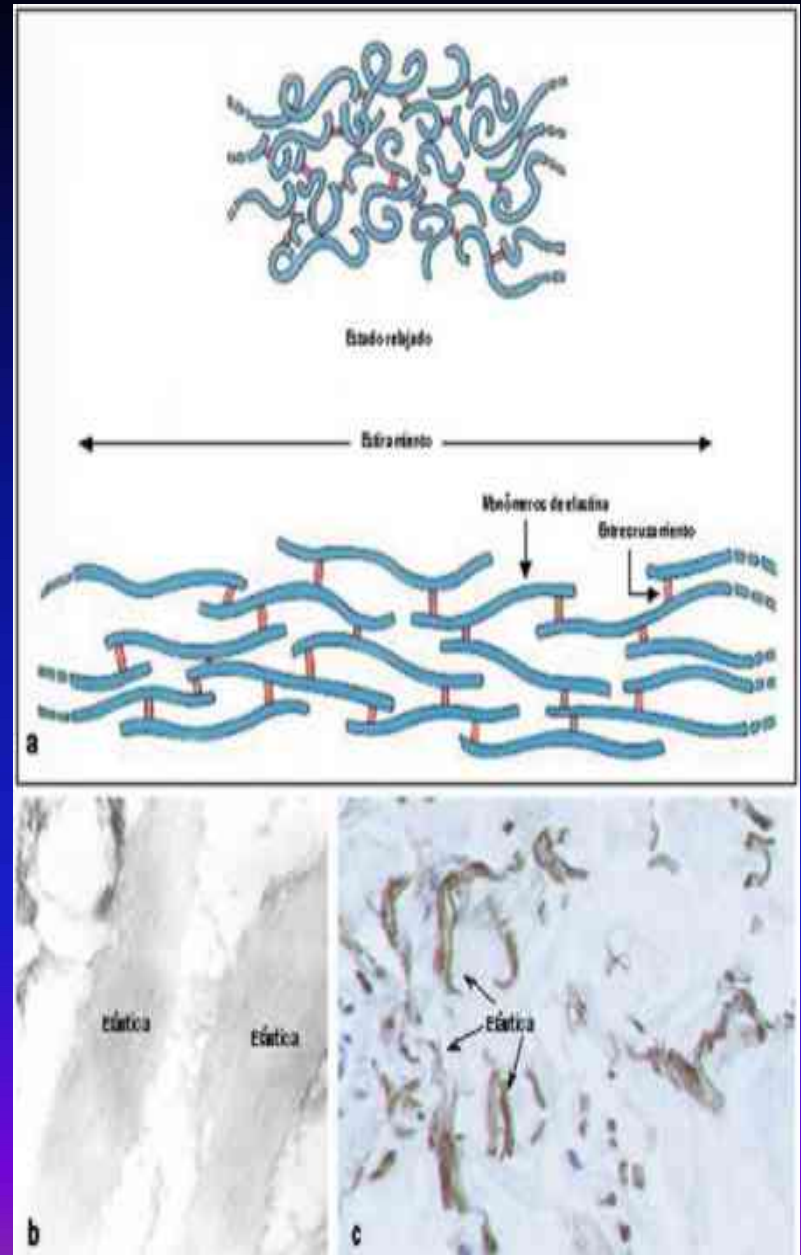 Estado relajado
Estiramiento
Monómeros de elastina
Entrecruzamiento
a
Elástica
Elástica
b
Elástica
c